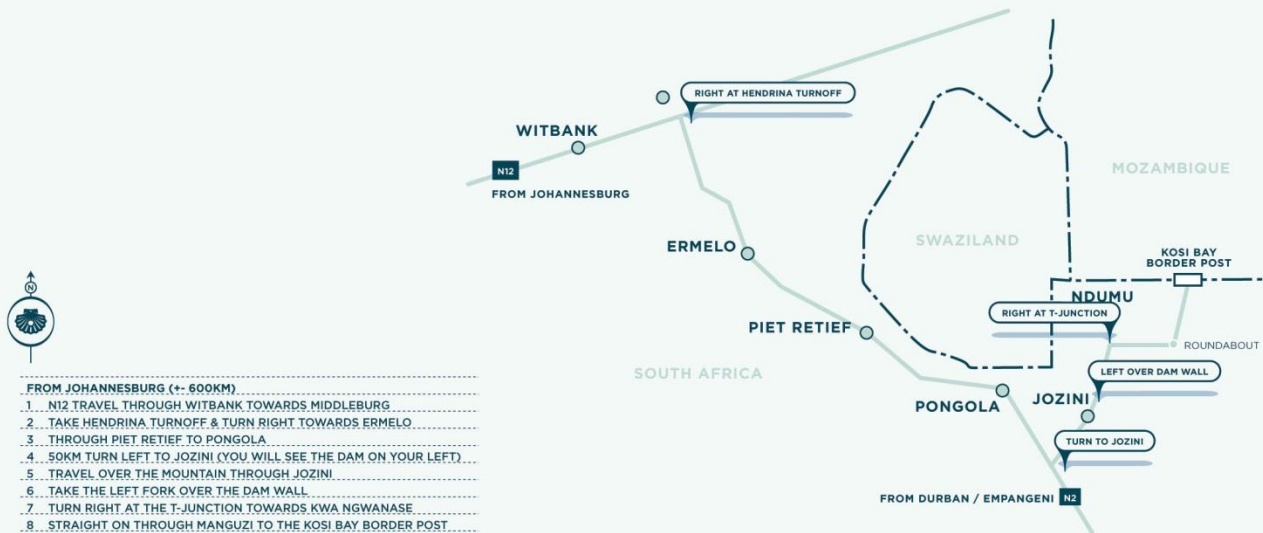 RIGHT AT HENDRINA TURNOFF
WITBANK
N12
FROM JOHANNESBURG
MOZAMBIQUE
SWAZILAND
ERMELO
KOSI BAY
BORDER POST
N
NDUMU
RIGHT AT T-JUNCTION
PIET RETIEF
ROUNDABOUT
SOUTH AFRICA
LEFT OVER DAM WALL
PONGOLA
JOZINI
TURN TO JOZINI
FROM DURBAN / EMPANGENI
N2
FROM JOHANNESBURG (+- 600KM)
1 N12 TRAVEL THROUGH WITBANK TOWARDS MIDDLEBURG
2 TAKE HENDRINA TURNOFF & TURN RIGHT TOWARDS ERMELO
3 THROUGH PIET RETIEF TO PONGOLA
4 50KM TURN LEFT TO JOZINI (YOU WILL SEE THE DAM ON YOUR LEFT)
5 TRAVEL OVER THE MOUNTAIN THROUGH JOZINI
6 TAKE THE LEFT FORK OVER THE DAM WALL
7 TURN RIGHT AT THE T-JUNCTION TOWARDS KWA NGWANASE
8 STRAIGHT ON THROUGH MANGUZI TO THE KOSI BAY BORDER POST